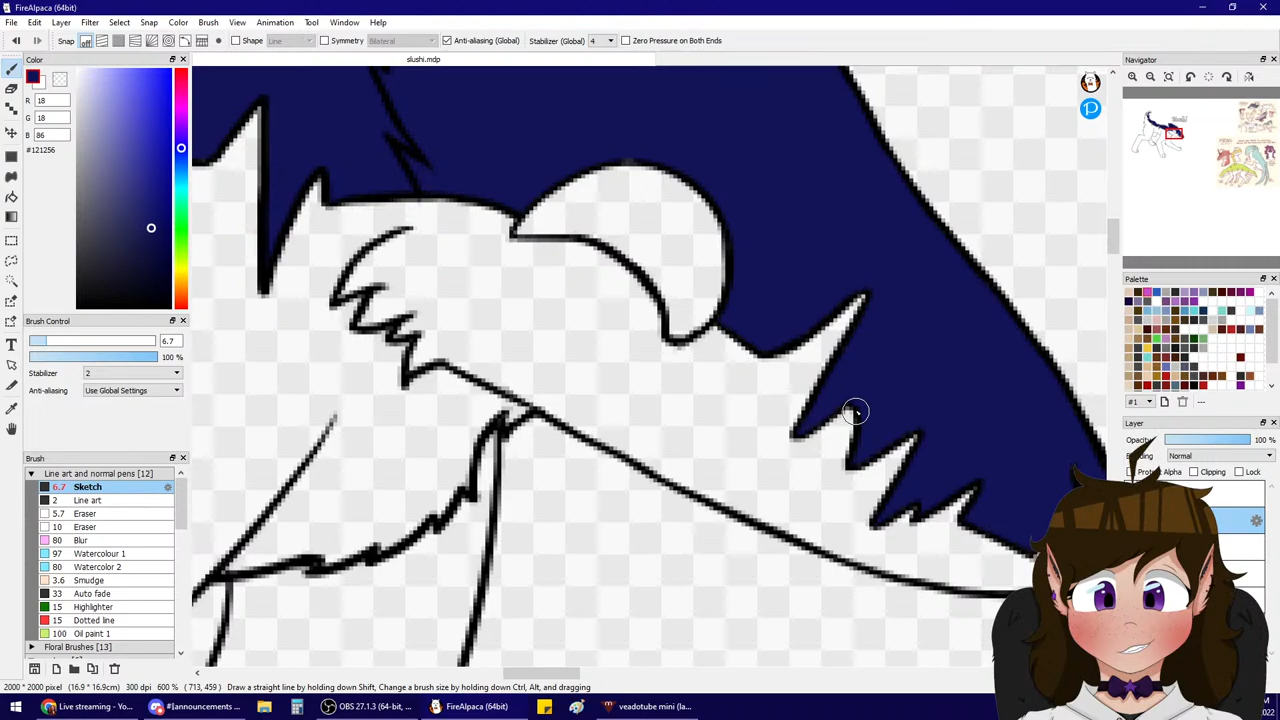 FireAlpaca (64bit)
File Edit Layer Filter Select Snap Color Brush View Animation Tool Window Help
Snap off Shape Line Symmetry Bilateral Anti-aliasing (Global) Stabilizer (Global) 4 Zero Pressure on Both Ends
slushi.mdp
Color
R 18
G 18
B 86
#121256
Brush Control
6.7
100 %
Stabilizer 2
Anti-aliasing Use Global Settings
Brush
Line art and normal pens [12]
6.7 Sketch
2 Line art
5.7 Eraser
10 Eraser
80 Blur
97 Watercolour 1
80 Watercolor 2
3.6 Smudge
33 Auto fade
15 Highlighter
15 Dotted line
100 Oil paint 1
Floral Brushes [13]
Navigator
Palette
#1
Layer
Opacity 100 %
Normal
Protect Alpha Clipping Lock
2000 * 2000 pixel (16.9 * 16.9cm) 300 dpi 600 % ( 713, 459 ) Draw a straight line by holding down Shift, Change a brush size by holding down Ctrl, Alt, and dragging
Live streaming - Yo...
#⁠announcements ...
OBS 27.1.3 (64-bit, ...
FireAlpaca (64bit)
veadotube mini (la...